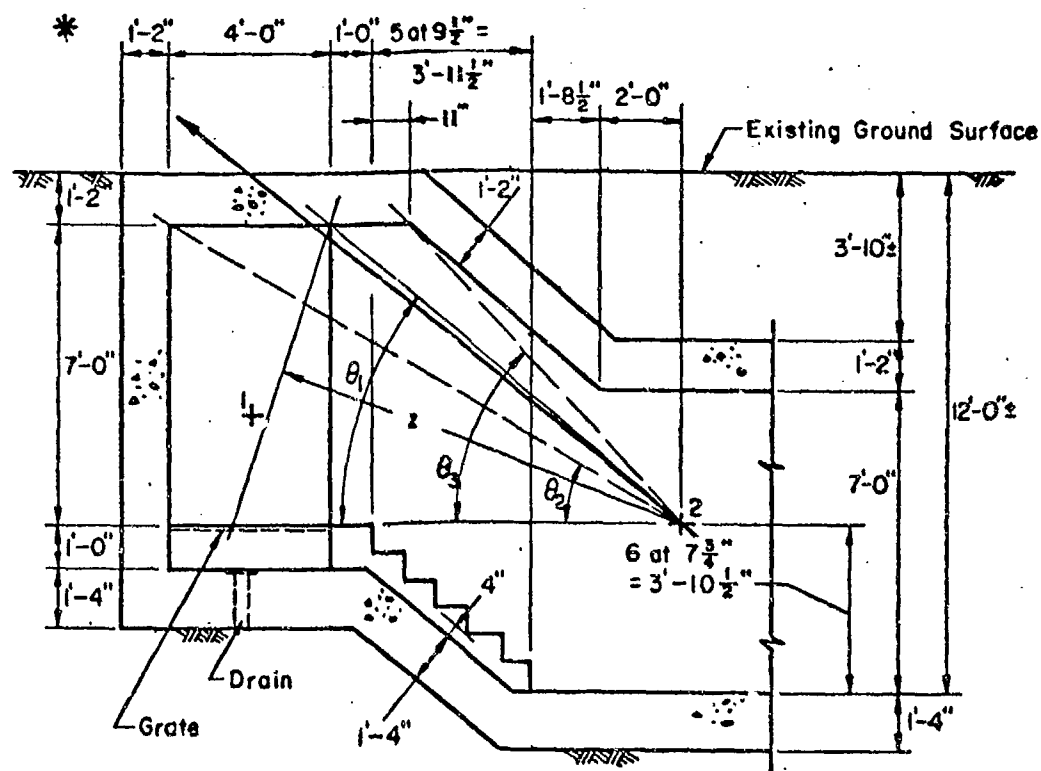 *
1'-2" 4'-0" 1'-0" 5 at 9 1/2" =
3'-11 1/2"
11"
1'-8 1/2" 2'-0"
Existing Ground Surface
1'-2
1'-2"
3'-10"±
7'-0"
1'-2"
12'-0"±
θ1
1
z
θ3
θ2
7'-0"
2
1'-0"
6 at 7 3/4"
= 3'-10 1/2"
1'-4"
4"
Drain
Grate
1'-4"
1'-4"